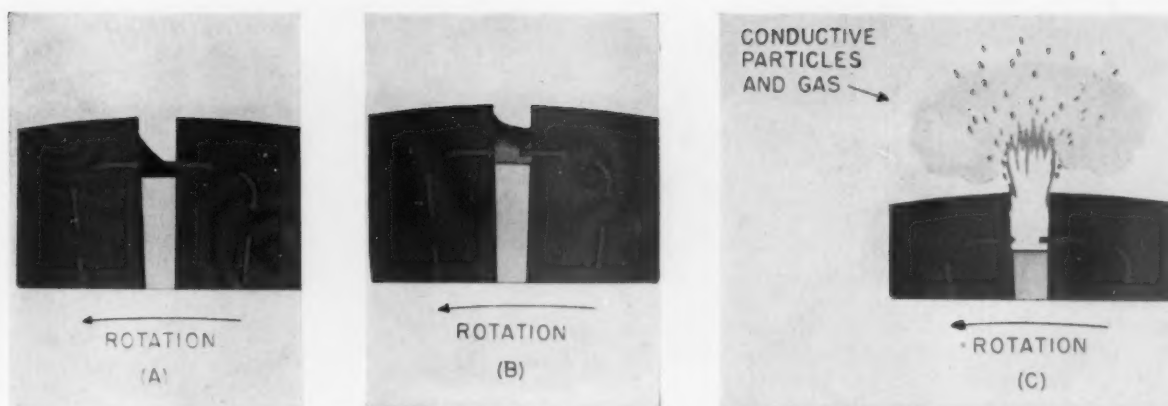 CONDUCTIVE
PARTICLES
AND GAS
ROTATION
(A)
ROTATION
(B)
ROTATION
(C)